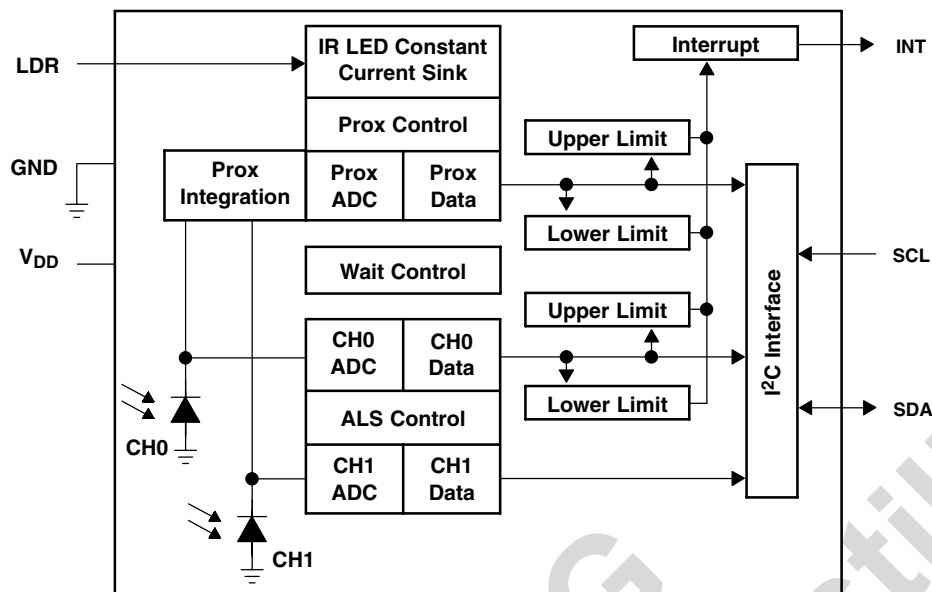 IR LED Constant
Current Sink
Interrupt
INT
LDR
Prox Control
Upper Limit
GND
Prox
Integration
Prox
ADC
Prox
Data
Lower Limit
VDD
Wait Control
SCL
Upper Limit
I2C Interface
CH0
ADC
CH0
Data
Lower Limit
SDA
ALS Control
CH0
CH1
ADC
CH1
Data
CH1